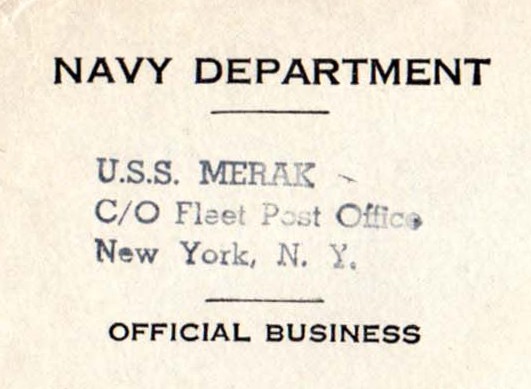 NAVY DEPARTMENT
U.S.S. MERAK
C/O Fleet Post Office
New York, N. Y.
OFFICIAL BUSINESS